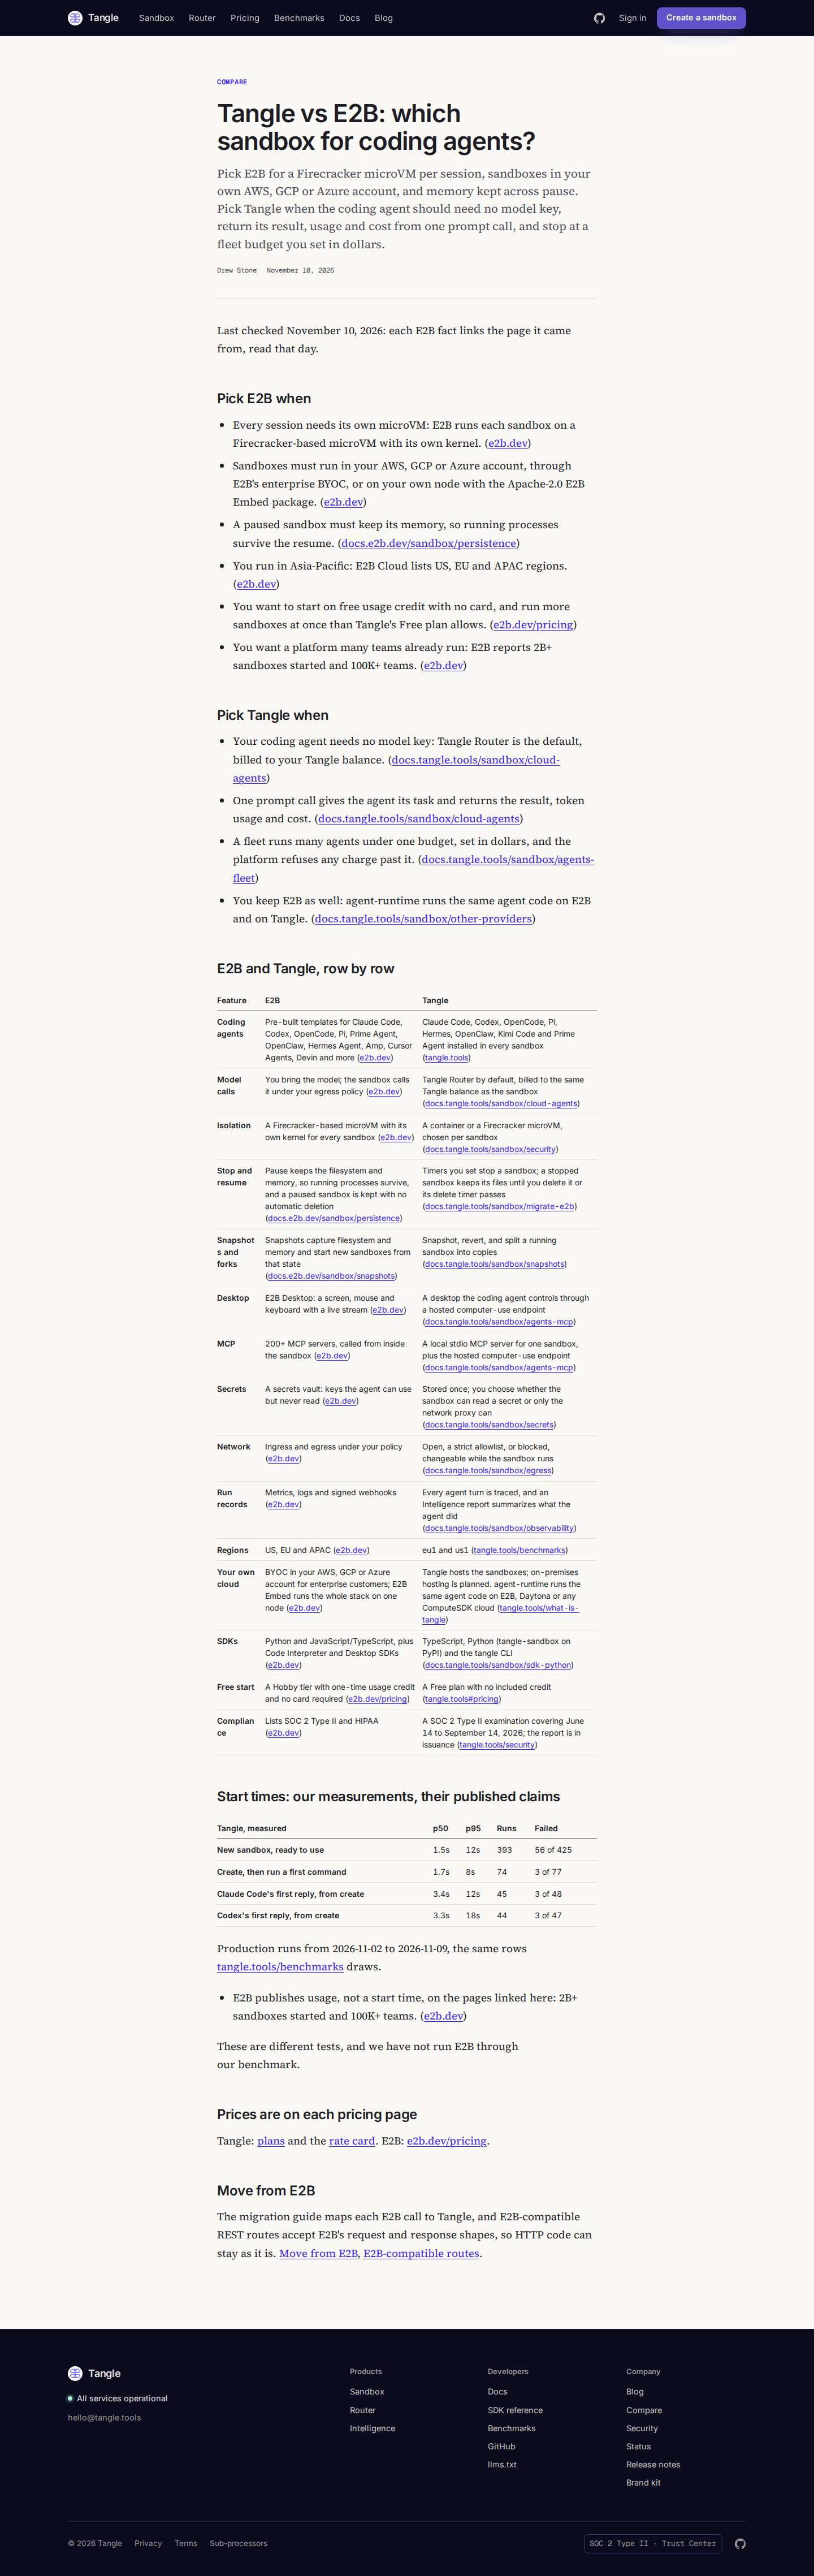 Tangle
Sandbox
Router
Pricing
Benchmarks
Docs
Blog
Sign in
Create a sandbox
COMPARE
Tangle vs E2B: which
sandbox for coding agents?
Pick E2B for a Firecracker microVM per session, sandboxes in your
own AWS, GCP or Azure account, and memory kept across pause.
Pick Tangle when the coding agent should need no model key,
return its result, usage and cost from one prompt call, and stop at a
fleet budget you set in dollars.
Drew Stone November 10, 2026
Last checked November 10, 2026: each E2B fact links the page it came
from, read that day.
Pick E2B when
• Every session needs its own microVM: E2B runs each sandbox on a
Firecracker-based microVM with its own kernel. (e2b.dev)
• Sandboxes must run in your AWS, GCP or Azure account, through
E2B's enterprise BYOC, or on your own node with the Apache-2.0 E2B
Embed package. (e2b.dev)
• A paused sandbox must keep its memory, so running processes
survive the resume. (docs.e2b.dev/sandbox/persistence)
• You run in Asia-Pacific: E2B Cloud lists US, EU and APAC regions.
(e2b.dev)
• You want to start on free usage credit with no card, and run more
sandboxes at once than Tangle's Free plan allows. (e2b.dev/pricing)
• You want a platform many teams already run: E2B reports 2B+
sandboxes started and 100K+ teams. (e2b.dev)
Pick Tangle when
• Your coding agent needs no model key: Tangle Router is the default,
billed to your Tangle balance. (docs.tangle.tools/sandbox/cloud-
agents)
• One prompt call gives the agent its task and returns the result, token
usage and cost. (docs.tangle.tools/sandbox/cloud-agents)
• A fleet runs many agents under one budget, set in dollars, and the
platform refuses any charge past it. (docs.tangle.tools/sandbox/agents-
fleet)
• You keep E2B as well: agent-runtime runs the same agent code on E2B
and on Tangle. (docs.tangle.tools/sandbox/other-providers)
E2B and Tangle, row by row
Feature E2B Tangle
Coding
agents
Pre-built templates for Claude Code,
Codex, OpenCode, Pi, Prime Agent,
OpenClaw, Hermes Agent, Amp, Cursor
Agents, Devin and more (e2b.dev)
Claude Code, Codex, OpenCode, Pi,
Hermes, OpenClaw, Kimi Code and Prime
Agent installed in every sandbox
(tangle.tools)
Model
calls
You bring the model; the sandbox calls
it under your egress policy (e2b.dev)
Tangle Router by default, billed to the same
Tangle balance as the sandbox
(docs.tangle.tools/sandbox/cloud-agents)
Isolation
A Firecracker-based microVM with its
own kernel for every sandbox (e2b.dev)
A container or a Firecracker microVM,
chosen per sandbox
(docs.tangle.tools/sandbox/security)
Stop and
resume
Pause keeps the filesystem and
memory, so running processes survive,
and a paused sandbox is kept with no
automatic deletion
(docs.e2b.dev/sandbox/persistence)
Timers you set stop a sandbox; a stopped
sandbox keeps its files until you delete it or
its delete timer passes
(docs.tangle.tools/sandbox/migrate-e2b)
Snapshot
s and
forks
Snapshots capture filesystem and
memory and start new sandboxes from
that state
(docs.e2b.dev/sandbox/snapshots)
Snapshot, revert, and split a running
sandbox into copies
(docs.tangle.tools/sandbox/snapshots)
Desktop
E2B Desktop: a screen, mouse and
keyboard with a live stream (e2b.dev)
A desktop the coding agent controls through
a hosted computer-use endpoint
(docs.tangle.tools/sandbox/agents-mcp)
MCP
200+ MCP servers, called from inside
the sandbox (e2b.dev)
A local stdio MCP server for one sandbox,
plus the hosted computer-use endpoint
(docs.tangle.tools/sandbox/agents-mcp)
Secrets
A secrets vault: keys the agent can use
but never read (e2b.dev)
Stored once; you choose whether the
sandbox can read a secret or only the
network proxy can
(docs.tangle.tools/sandbox/secrets)
Network
Ingress and egress under your policy
(e2b.dev)
Open, a strict allowlist, or blocked,
changeable while the sandbox runs
(docs.tangle.tools/sandbox/egress)
Run
records
Metrics, logs and signed webhooks
(e2b.dev)
Every agent turn is traced, and an
Intelligence report summarizes what the
agent did
(docs.tangle.tools/sandbox/observability)
Regions
US, EU and APAC (e2b.dev)
eu1 and us1 (tangle.tools/benchmarks)
Your own
cloud
BYOC in your AWS, GCP or Azure
account for enterprise customers; E2B
Embed runs the whole stack on one
node (e2b.dev)
Tangle hosts the sandboxes; on-premises
hosting is planned. agent-runtime runs the
same agent code on E2B, Daytona or any
ComputeSDK cloud (tangle.tools/what-is-
tangle)
SDKs
Python and JavaScript/TypeScript, plus
Code Interpreter and Desktop SDKs
(e2b.dev)
TypeScript, Python (tangle-sandbox on
PyPI) and the tangle CLI
(docs.tangle.tools/sandbox/sdk-python)
Free start
A Hobby tier with one-time usage credit
and no card required (e2b.dev/pricing)
A Free plan with no included credit
(tangle.tools#pricing)
Complian
ce
Lists SOC 2 Type II and HIPAA
(e2b.dev)
A SOC 2 Type II examination covering June
14 to September 14, 2026; the report is in
issuance (tangle.tools/security)
Start times: our measurements, their published claims
Tangle, measured p50 p95 Runs Failed
New sandbox, ready to use 1.5s 12s 393 56 of 425
Create, then run a first command 1.7s 8s 74 3 of 77
Claude Code's first reply, from create 3.4s 12s 45 3 of 48
Codex's first reply, from create 3.3s 18s 44 3 of 47
Production runs from 2026-11-02 to 2026-11-09, the same rows
tangle.tools/benchmarks draws.
• E2B publishes usage, not a start time, on the pages linked here: 2B+
sandboxes started and 100K+ teams. (e2b.dev)
These are different tests, and we have not run E2B through
our benchmark.
Prices are on each pricing page
Tangle: plans and the rate card. E2B: e2b.dev/pricing.
Move from E2B
The migration guide maps each E2B call to Tangle, and E2B-compatible
REST routes accept E2B's request and response shapes, so HTTP code can
stay as it is. Move from E2B, E2B-compatible routes.
Tangle
All services operational
hello@tangle.tools
Products
Sandbox
Router
Intelligence
Developers
Docs
SDK reference
Benchmarks
GitHub
llms.txt
Company
Blog
Compare
Security
Status
Release notes
Brand kit
© 2026 Tangle
Privacy
Terms
Sub-processors
SOC 2 Type II · Trust Center